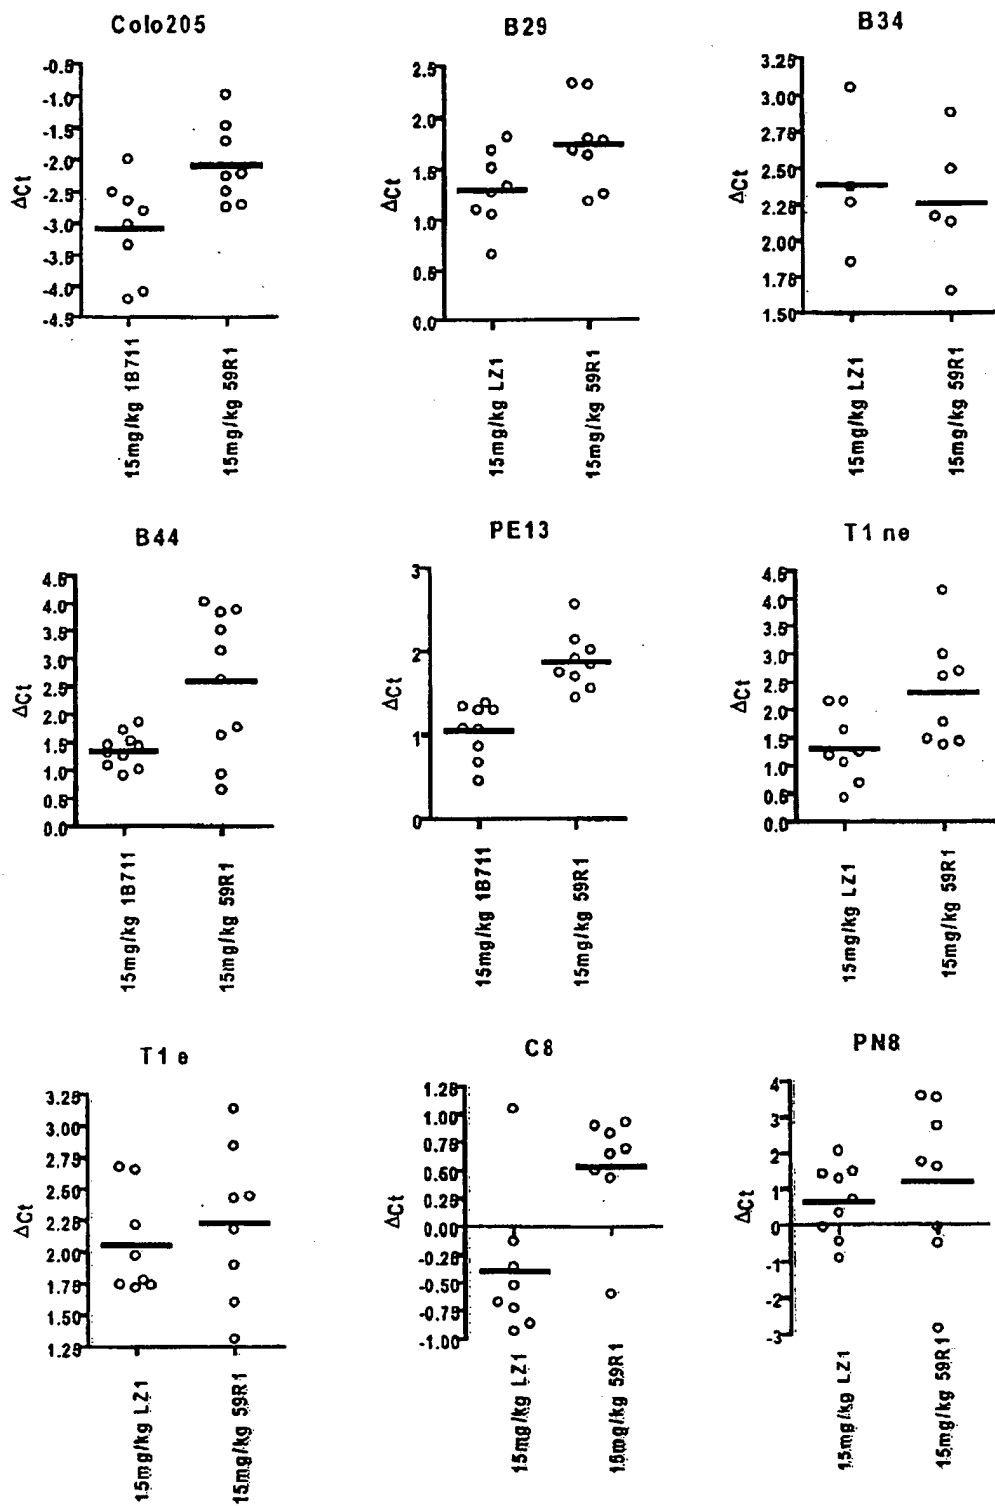 Colo205
B29
B34
ΔCt
-0.5
-1.0
-1.5
-2.0
-2.5
-3.0
-3.5
-4.0
-4.5
15mg/kg 1B711
15mg/kg 59R1
ΔCt
2.5
2.0
1.5
1.0
0.5
0.0
15mg/kg LZ1
15mg/kg 59R1
ΔCt
3.25
3.00
2.75
2.50
2.25
2.00
1.75
1.50
15mg/kg LZ1
15mg/kg 59R1
B44
PE13
T1 ne
ΔCt
4.5
4.0
3.5
3.0
2.5
2.0
1.5
1.0
0.5
0.0
15mg/kg 1B711
15mg/kg 59R1
ΔCt
3
2
1
0
15mg/kg 1B711
15mg/kg 59R1
ΔCt
4.5
4.0
3.5
3.0
2.5
2.0
1.5
1.0
0.5
0.0
15mg/kg LZ1
15mg/kg 59R1
T1 e
C8
PN8
ΔCt
3.25
3.00
2.75
2.50
2.25
2.00
1.75
1.50
1.25
15mg/kg LZ1
15mg/kg 59R1
ΔCt
1.25
1.00
0.75
0.50
0.25
0.00
-0.25
-0.50
-0.75
-1.00
15mg/kg LZ1
15mg/kg 59R1
ΔCt
4
3
2
1
0
-1
-2
-3
15mg/kg LZ1
15mg/kg 59R1